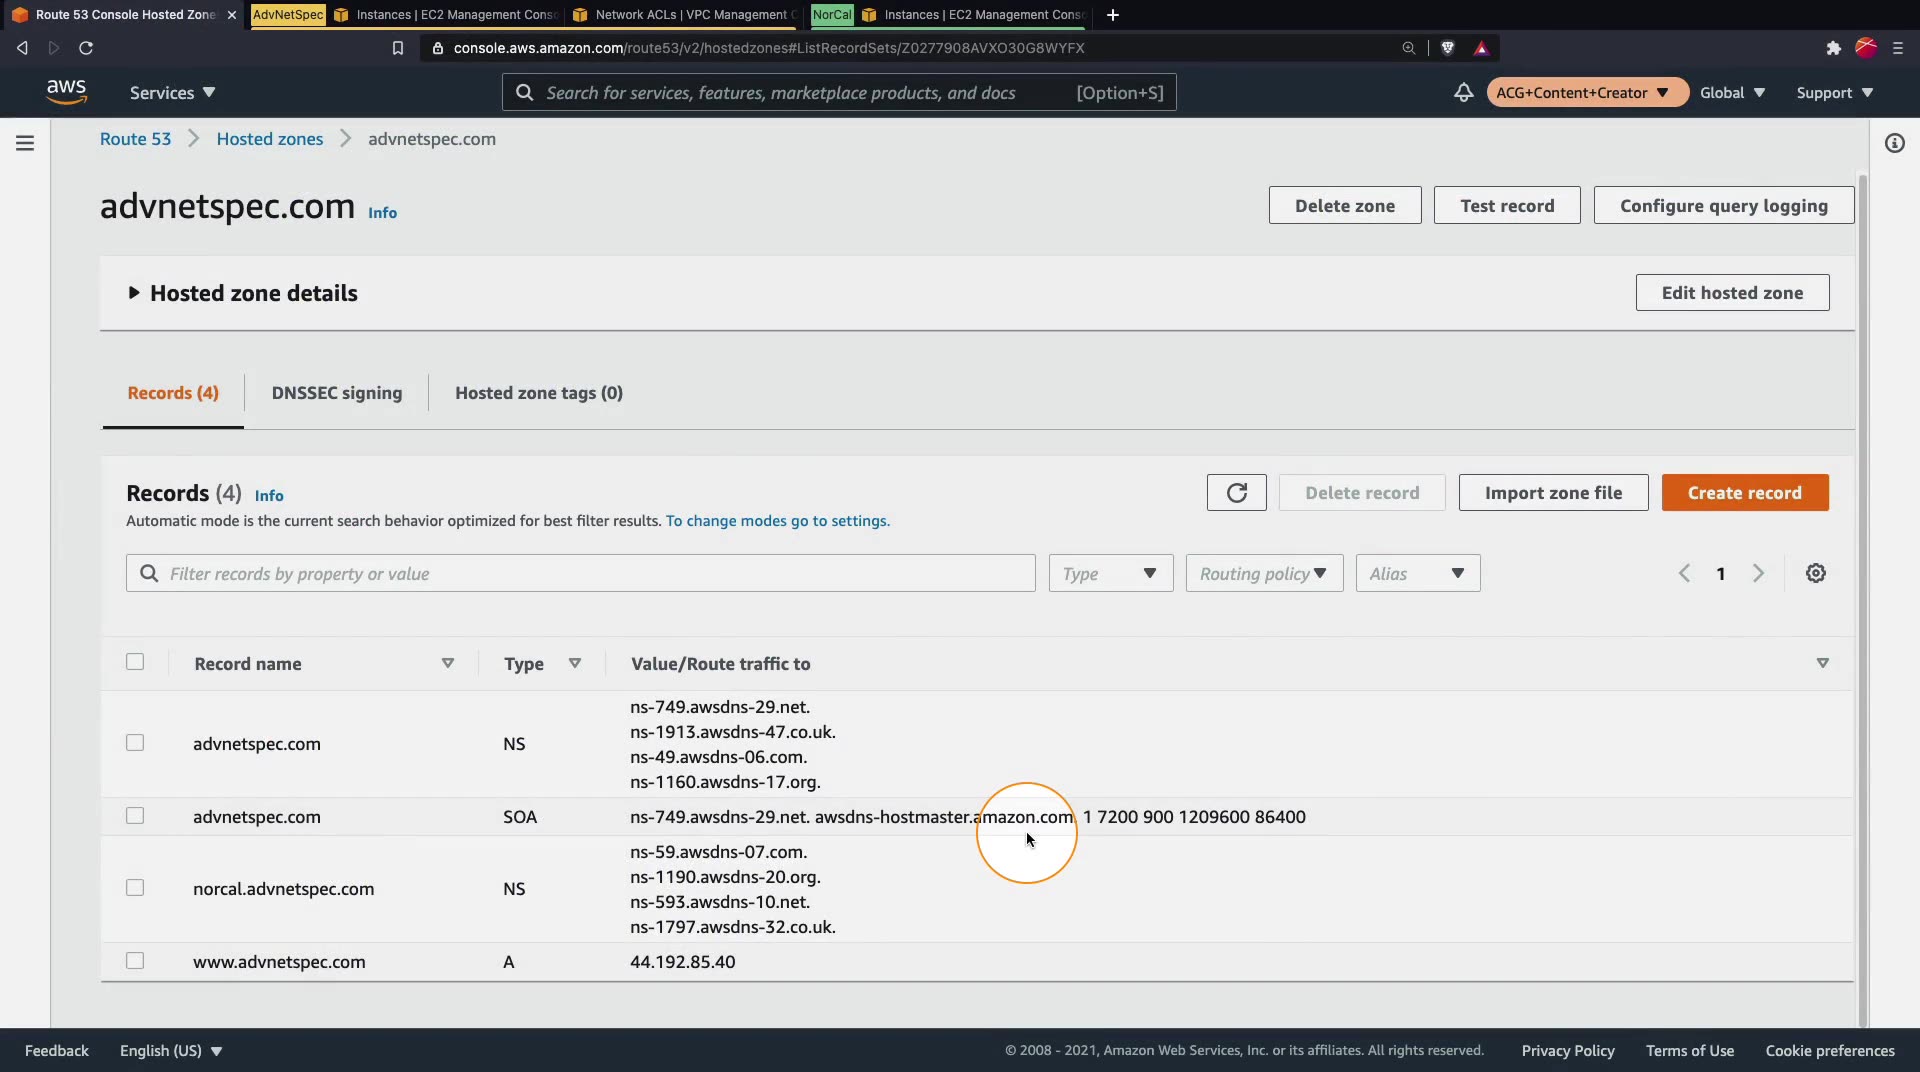 Route 53 Console Hosted Zone
AdvNetSpec
Instances | EC2 Management Conso
Network ACLs | VPC Management C
NorCal
Instances | EC2 Management Conso
console.aws.amazon.com/route53/v2/hostedzones#ListRecordSets/Z0277908AVXO30G8WYFX
aws
Services
Search for services, features, marketplace products, and docs
[Option+S]
ACG+Content+Creator
Global
Support
Route 53
Hosted zones
advnetspec.com
advnetspec.com
Info
Delete zone
Test record
Configure query logging
Hosted zone details
Edit hosted zone
Records (4)
DNSSEC signing
Hosted zone tags (0)
Records (4)
Info
Delete record
Import zone file
Create record
Automatic mode is the current search behavior optimized for best filter results. To change modes go to settings.
Filter records by property or value
Type
Routing policy
Alias
1
Record name
Type
Value/Route traffic to
advnetspec.com
NS
ns-749.awsdns-29.net.
ns-1913.awsdns-47.co.uk.
ns-49.awsdns-06.com.
ns-1160.awsdns-17.org.
advnetspec.com
SOA
ns-749.awsdns-29.net. awsdns-hostmaster.amazon.com. 1 7200 900 1209600 86400
norcal.advnetspec.com
NS
ns-59.awsdns-07.com.
ns-1190.awsdns-20.org.
ns-593.awsdns-10.net.
ns-1797.awsdns-32.co.uk.
www.advnetspec.com
A
44.192.85.40
Feedback
English (US)
© 2008 - 2021, Amazon Web Services, Inc. or its affiliates. All rights reserved.
Privacy Policy
Terms of Use
Cookie preferences